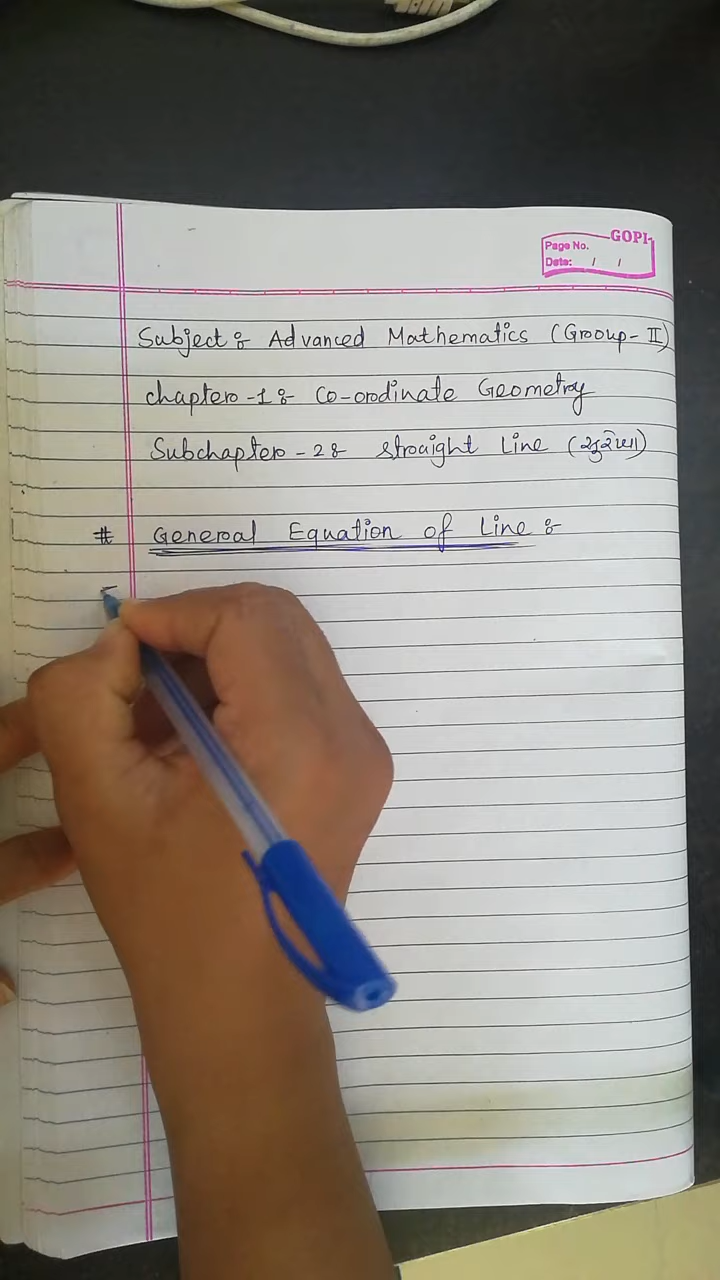 GOPI
Page No.
Date: / /
Subject : Advanced Mathematics (Group-II)
chapter -1 : Co-ordinate Geometry
Subchapter - 2 : straight Line (સુરેખા)
# General Equation of Line :